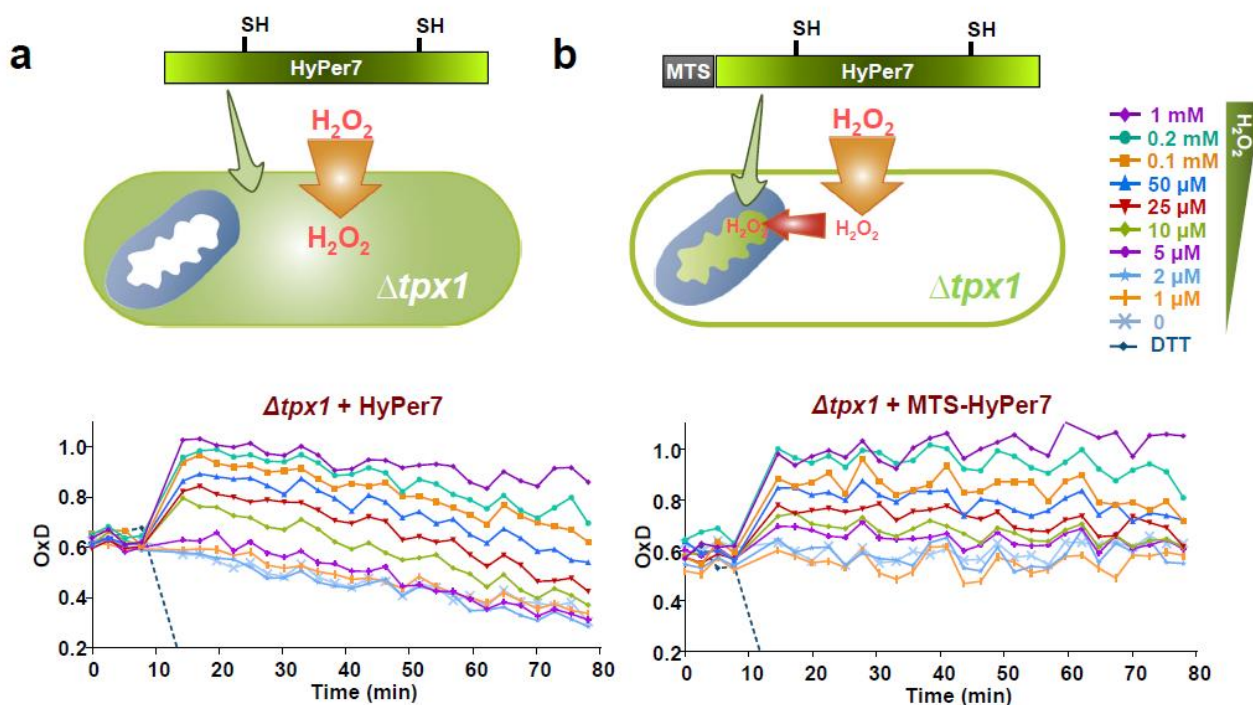 a
SH
SH
HyPer7
H₂O₂
H₂O₂
Δtpx1
b
SH
SH
MTS
HyPer7
H₂O₂
H₂O₂
H₂O₂
Δtpx1
1 mM
0.2 mM
0.1 mM
50 µM
25 µM
10 µM
5 µM
2 µM
1 µM
0
DTT
H₂O₂
Δtpx1 + HyPer7
OxD
1.0
0.8
0.6
0.4
0.2
0 10 20 30 40 50 60 70 80
Time (min)
Δtpx1 + MTS-HyPer7
OxD
1.0
0.8
0.6
0.4
0.2
0 10 20 30 40 50 60 70 80
Time (min)